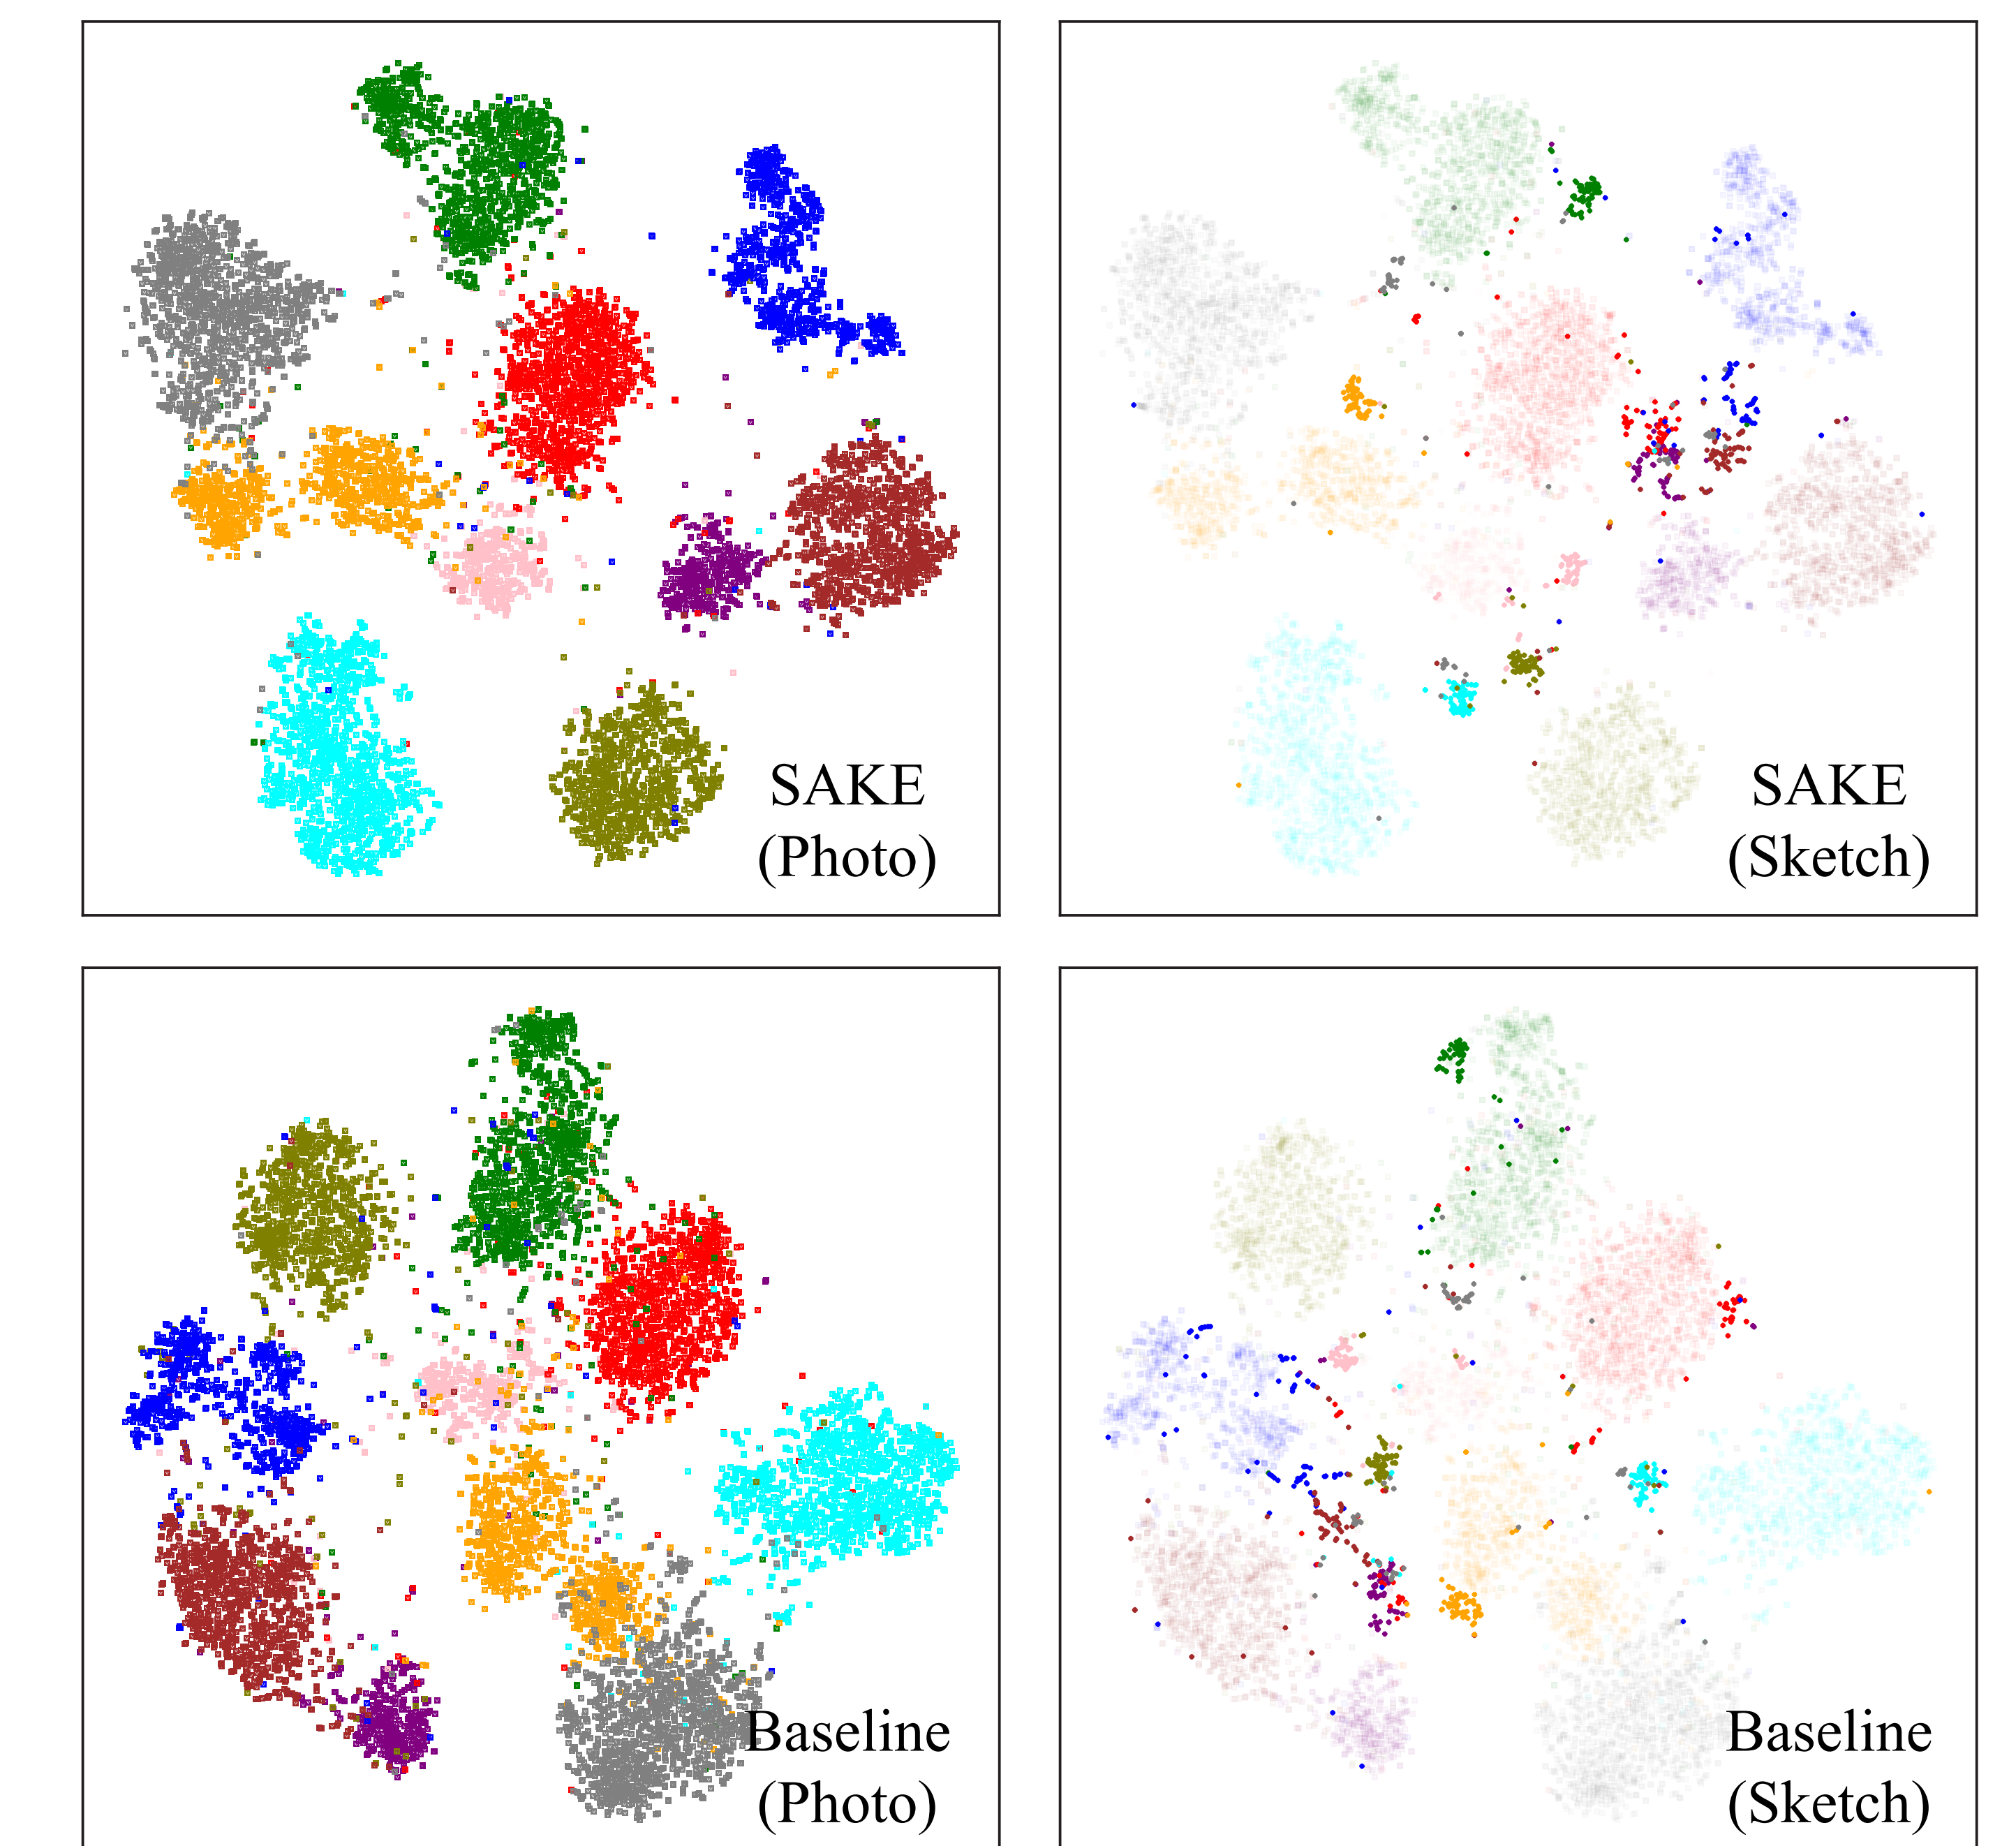 SAKE
(Photo)
SAKE
(Sketch)
Baseline
(Photo)
Baseline
(Sketch)